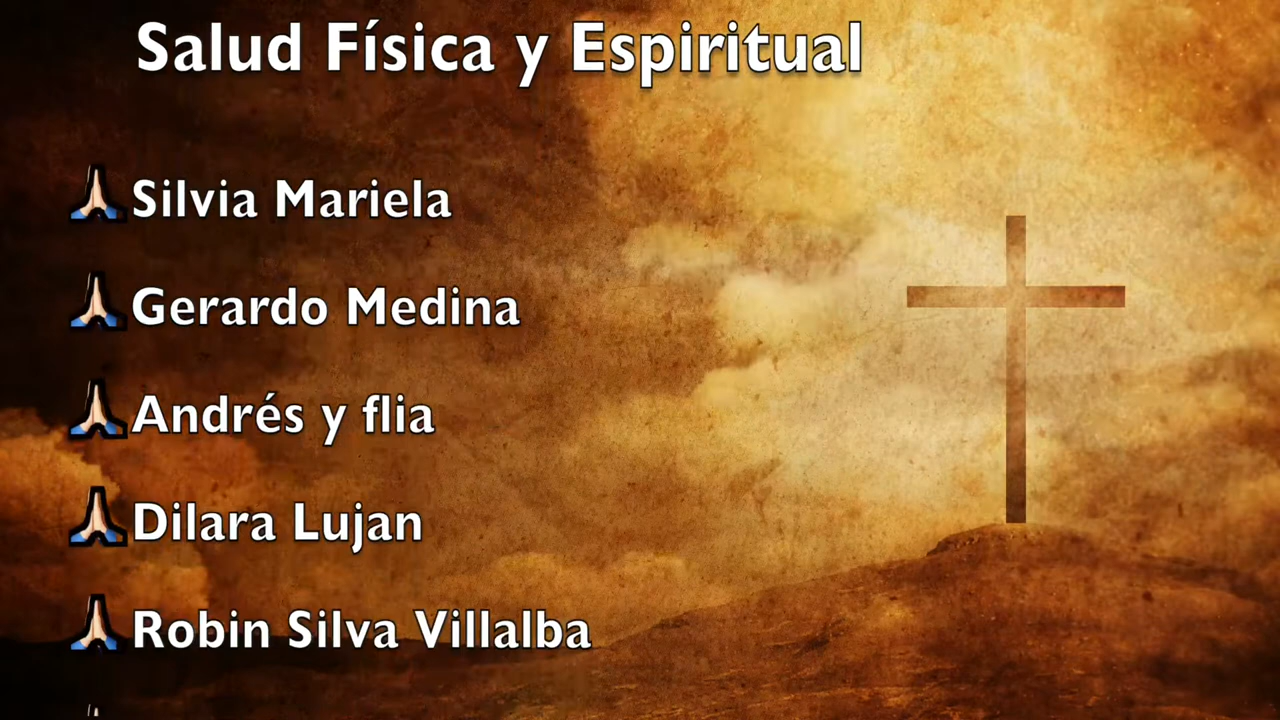 Salud Física y Espiritual
Silvia Mariela
Gerardo Medina
Andrés y flia
Dilara Lujan
Robin Silva Villalba